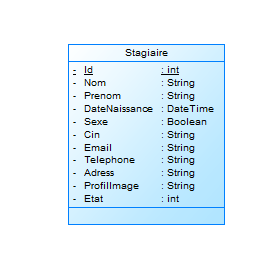 Stagiaire
- Id : int
- Nom : String
- Prenom : String
- DateNaissance : DateTime
- Sexe : Boolean
- Cin : String
- Email : String
- Telephone : String
- Adress : String
- ProfilImage : String
- Etat : int